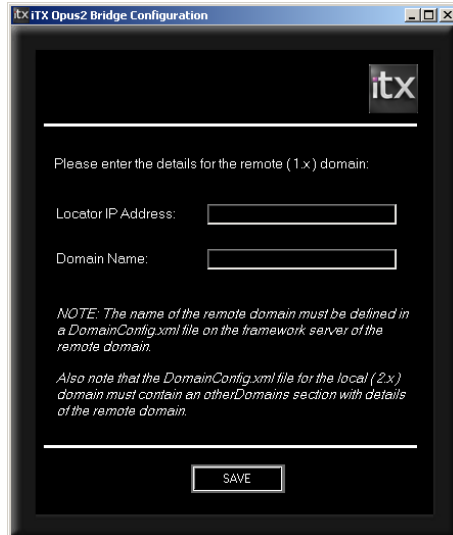 itx iTX Opus2 Bridge Configuration
itx
Please enter the details for the remote (1.x) domain:
Locator IP Address:
Domain Name:
NOTE: The name of the remote domain must be defined in
a DomainConfig.xml file on the framework server of the
remote domain.
Also note that the DomainConfig.xml file for the local (2.x)
domain must contain an otherDomains section with details
of the remote domain.
SAVE